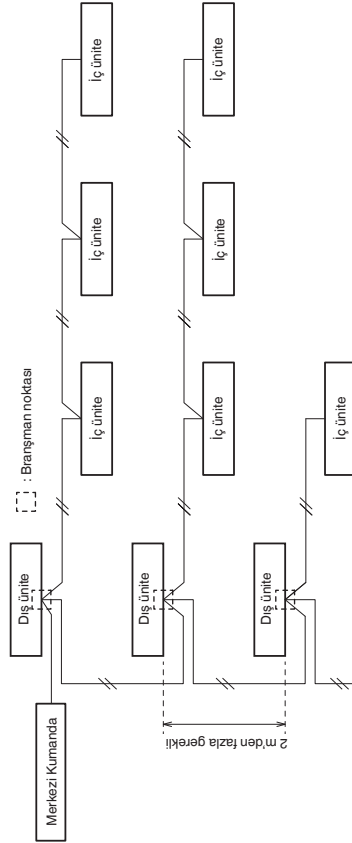 : Branşman noktası
Merkezi Kumanda
Dış ünite
İç ünite
İç ünite
İç ünite
Dış ünite
İç ünite
İç ünite
İç ünite
2 m'den fazla gerekli
Dış ünite
İç ünite